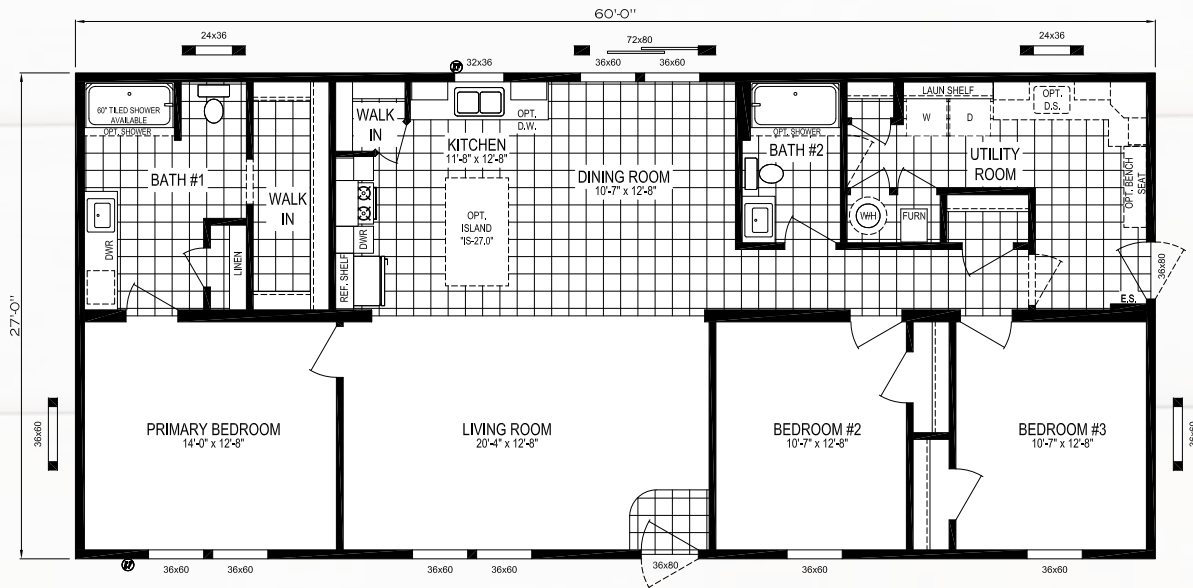 60'-0"
24x36
72x80
24x36
32x36
36x60
36x60
27'-0"
60" TILED SHOWER
AVAILABLE
OPT. SHOWER
BATH #1
DWR
LINEN
WALK
IN
WALK
IN
OPT.
D.W.
KITCHEN
11'-8" x 12'-8"
OPT.
ISLAND
"IS-27.0"
DWR
REF. SHELF
DINING ROOM
10'-7" x 12'-8"
OPT. SHOWER
BATH #2
LAUN SHELF
W
D
OPT.
D.S.
UTILITY
ROOM
OPT. BENCH
SEAT
W/H
FURN
36x80
E.S.
PRIMARY BEDROOM
14'-0" x 12'-8"
LIVING ROOM
20'-4" x 12'-8"
BEDROOM #2
10'-7" x 12'-8"
BEDROOM #3
10'-7" x 12'-8"
36x60
36x60
36x60
36x60
36x60
36x60
36x80
36x60
36x60